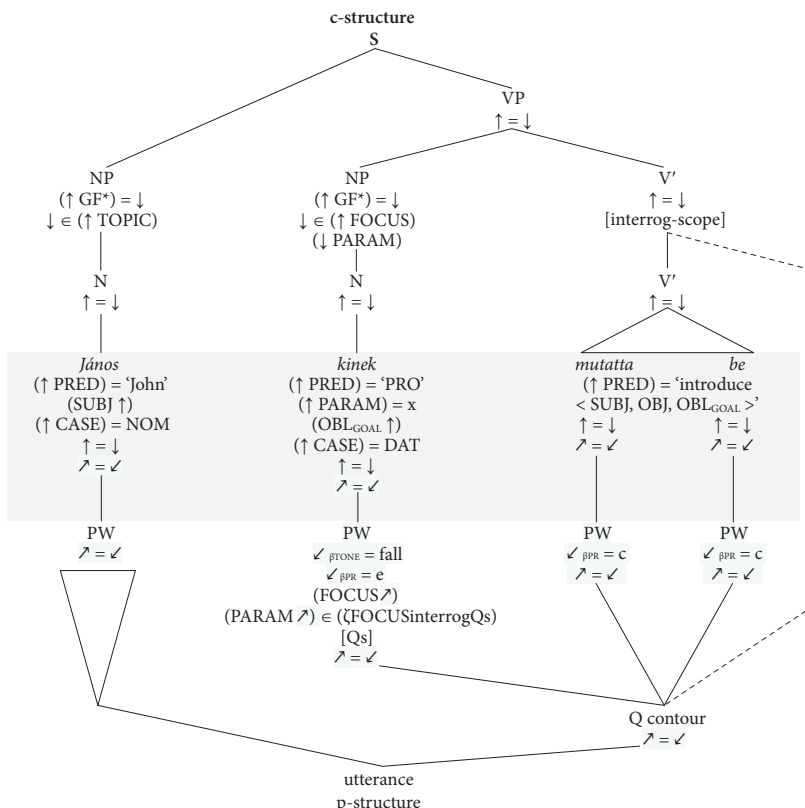 c-structure
S
VP
↑ = ↓
NP NP V′
(↑ GF*) = ↓ (↑ GF*) = ↓ ↑ = ↓
↓ ∈ (↑ TOPIC) ↓ ∈ (↑ FOCUS) [interrog-scope]
(↓ PARAM)
N N V′
↑ = ↓ ↑ = ↓ ↑ = ↓
János kinek mutatta be
(↑ PRED) = ‘John’ (↑ PRED) = ‘PRO’ (↑ PRED) = ‘introduce
(SUBJ ↑) (↑ PARAM) = x < SUBJ, OBJ, OBL_GOAL >’
(↑ CASE) = NOM (OBL_GOAL ↑) ↑ = ↓ ↑ = ↓
↑ = ↓ (↑ CASE) = DAT ↗ = ↙ ↗ = ↙
↗ = ↙ ↑ = ↓
↗ = ↙
PW PW PW PW
↗ = ↙ ↙ βTONE = fall ↙ βPR = c ↙ βPR = c
↙ βPR = e ↗ = ↙ ↗ = ↙
(FOCUS↗)
(PARAM↗) ∈ (ζFOCUSinterrogQs)
[Qs]
↗ = ↙
Q contour
↗ = ↙
utterance
p-structure